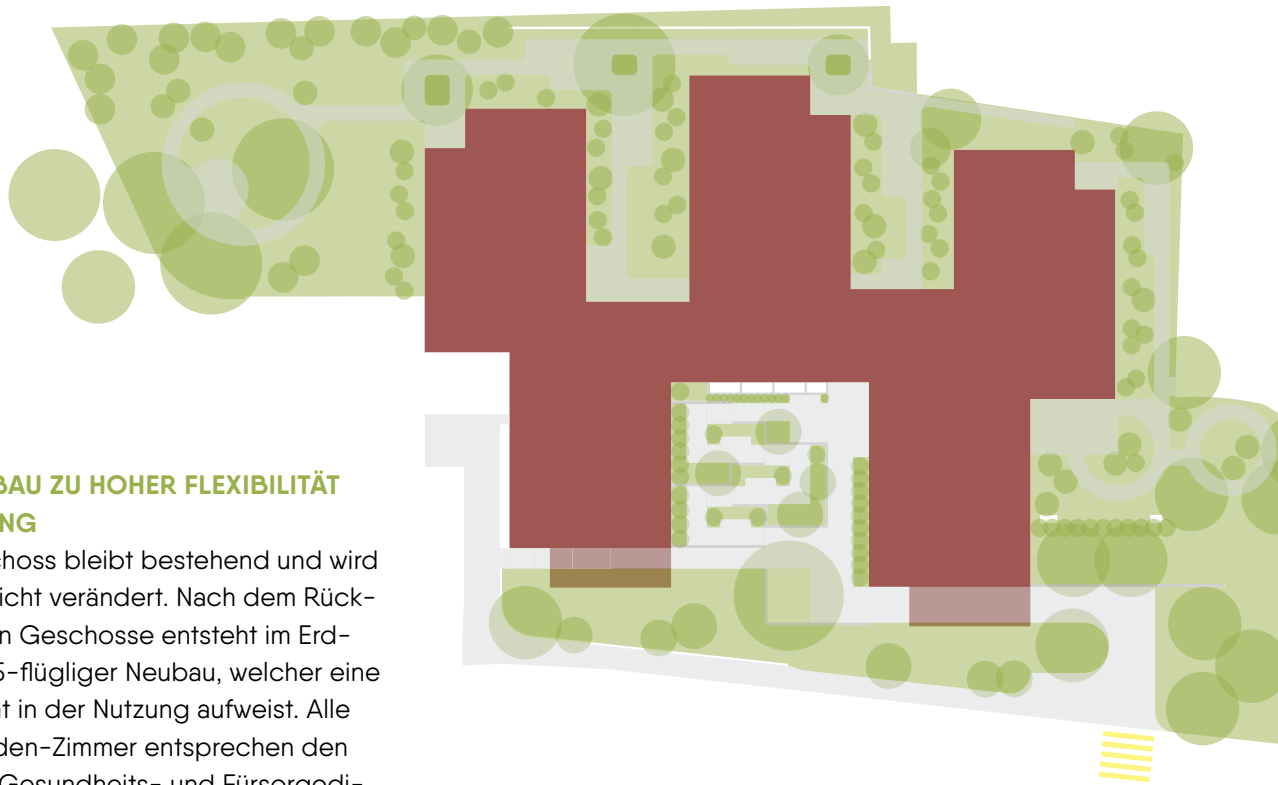 BAU ZU HOHER FLEXIBILITÄT
NG
choss bleibt bestehend und wird
icht verändert. Nach dem Rück-
n Geschosse entsteht im Erd-
5-flügliger Neubau, welcher eine
t in der Nutzung aufweist. Alle
den-Zimmer entsprechen den
Gesundheits- und Fürsorgedi-